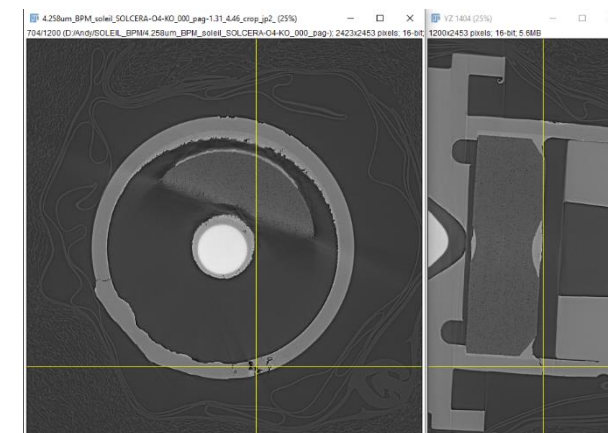 4.258um_BPM_soleil_SOLCERA-O4-KO_000_pag-1.31_4.46_crop_jp2_ (25%)
704/1200 (D:/Andy/SOLEIL_BPM/4.258um_BPM_soleil_SOLCERA-O4-KO_000_pag-); 2423x2453 pixels; 16-bit;
YZ 1404 (25%)
1200x2453 pixels; 16-bit; 5.6MB